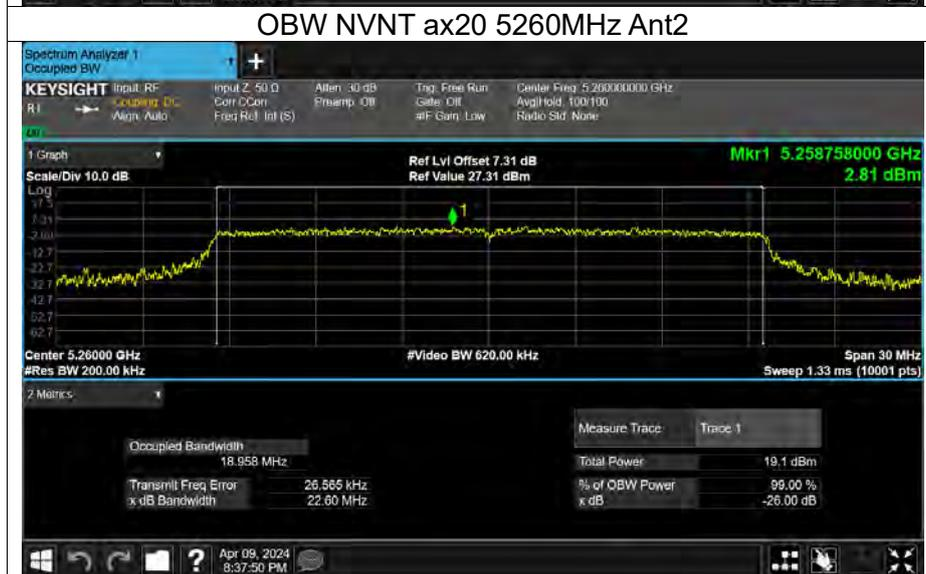 OBW NVNT ax20 5260MHz Ant2
Spectrum Analyzer 1
Occupied BW
KEYSIGHT
Input: RF
Coupling: DC
Align: Auto
Input Z: 50 Ω
Corr CCorr
Freq Ref: Int (S)
Atten: 30 dB
Preamp: Off
Trig: Free Run
Gate: Off
#IF Gain: Low
Center Freq: 5.260000000 GHz
Avg|Hold: 100/100
Radio Std: None
1 Graph
Scale/Div 10.0 dB
Ref Lvl Offset 7.31 dB
Ref Value 27.31 dBm
Mkr1 5.258758000 GHz
2.81 dBm
Log
17.3
7.31
-2.69
-12.7
-22.7
-32.7
-42.7
-52.7
-62.7
1
Center 5.26000 GHz
#Res BW 200.00 kHz
#Video BW 620.00 kHz
Span 30 MHz
Sweep 1.33 ms (10001 pts)
2 Metrics
Measure Trace Trace 1
Occupied Bandwidth
18.958 MHz
Total Power 19.1 dBm
Transmit Freq Error 26.565 kHz
% of OBW Power 99.00 %
x dB Bandwidth 22.60 MHz
x dB -26.00 dB
Apr 09, 2024
8:37:50 PM